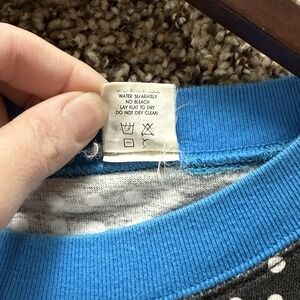 WATER SEPARATELY
NO BLEACH
LAY FLAT TO DRY
DO NOT DRY CLEAN